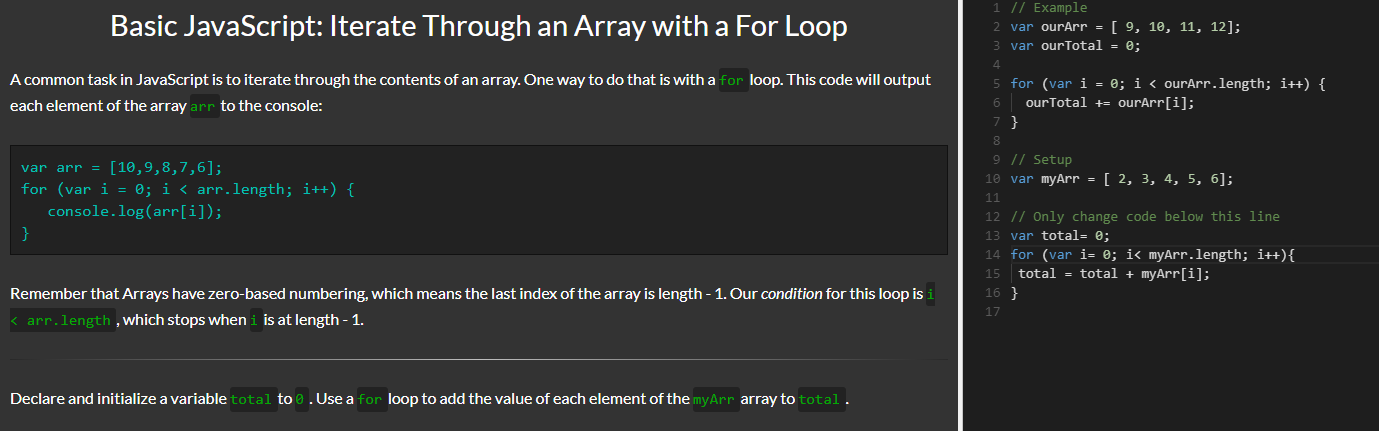 Basic JavaScript: Iterate Through an Array with a For Loop
A common task in JavaScript is to iterate through the contents of an array. One way to do that is with a for loop. This code will output
each element of the array arr to the console:
var arr = [10,9,8,7,6];
for (var i = 0; i < arr.length; i++) {
   console.log(arr[i]);
}
Remember that Arrays have zero-based numbering, which means the last index of the array is length - 1. Our condition for this loop is i
< arr.length , which stops when i is at length - 1.
Declare and initialize a variable total to 0 . Use a for loop to add the value of each element of the myArr array to total .
1 // Example
2 var ourArr = [ 9, 10, 11, 12];
3 var ourTotal = 0;
4
5 for (var i = 0; i < ourArr.length; i++) {
6   ourTotal += ourArr[i];
7 }
8
9 // Setup
10 var myArr = [ 2, 3, 4, 5, 6];
11
12 // Only change code below this line
13 var total= 0;
14 for (var i= 0; i< myArr.length; i++){
15  total = total + myArr[i];
16 }
17